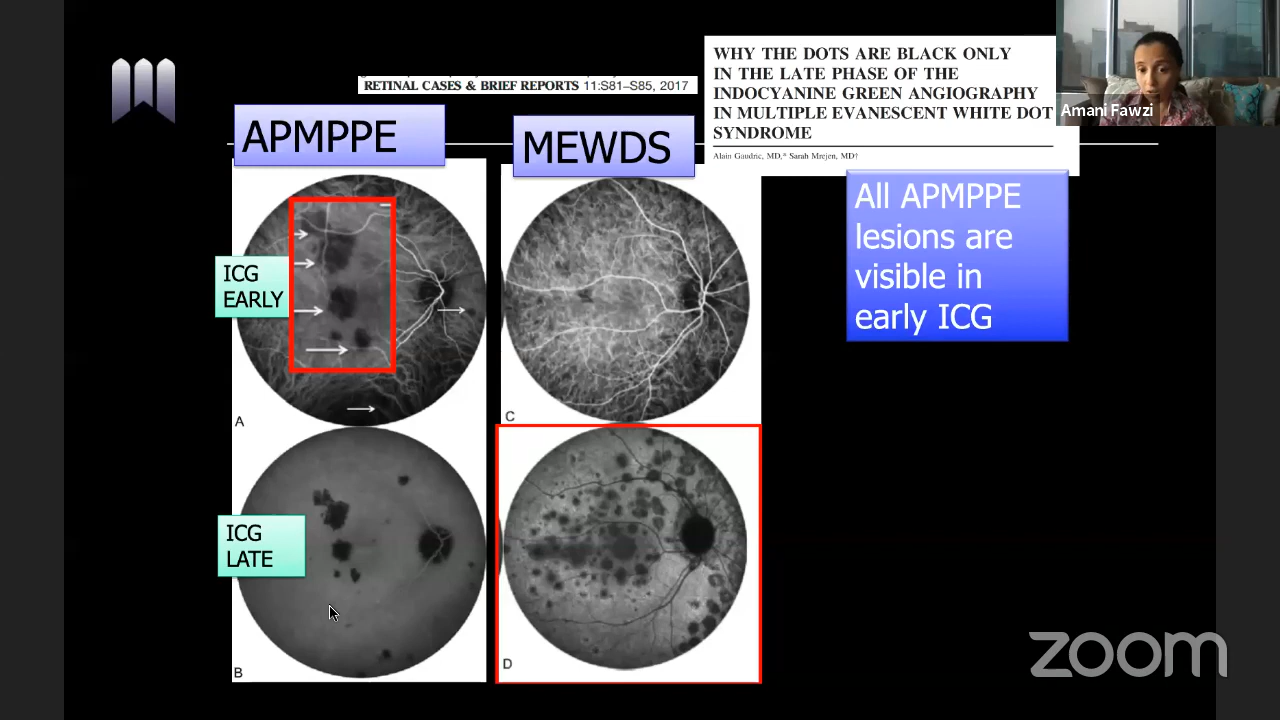 RETINAL CASES & BRIEF REPORTS 11:S81–S85, 2017
WHY THE DOTS ARE BLACK ONLY
IN THE LATE PHASE OF THE
INDOCYANINE GREEN ANGIOGRAPHY
IN MULTIPLE EVANESCENT WHITE DOT
SYNDROME
Alain Gaudric, MD,* Sarah Mrejen, MD†
Amani Fawzi
APMPPE
MEWDS
All APMPPE
lesions are
visible in
early ICG
ICG
EARLY
A
C
ICG
LATE
B
D
zoom